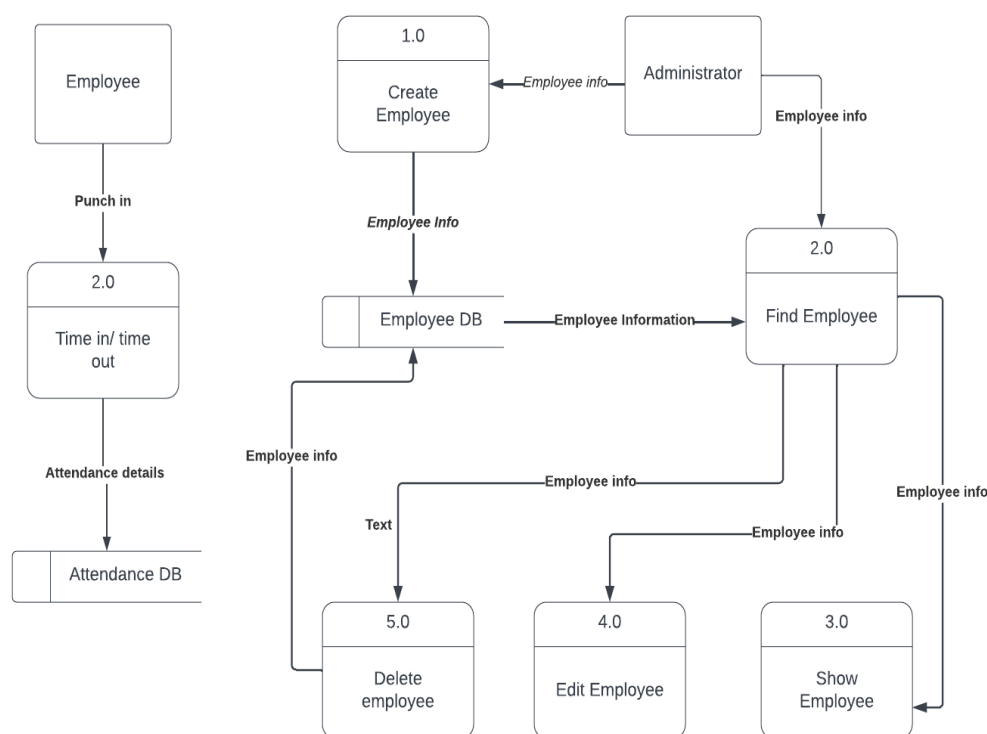 Employee
Punch in
2.0
Time in/ time
out
Attendance details
Attendance DB
1.0
Create
Employee
Employee info
Administrator
Employee info
Employee Info
Employee DB
Employee Information
2.0
Find Employee
Employee info
Employee info
Text
Employee info
Employee info
5.0
Delete
employee
4.0
Edit Employee
3.0
Show
Employee